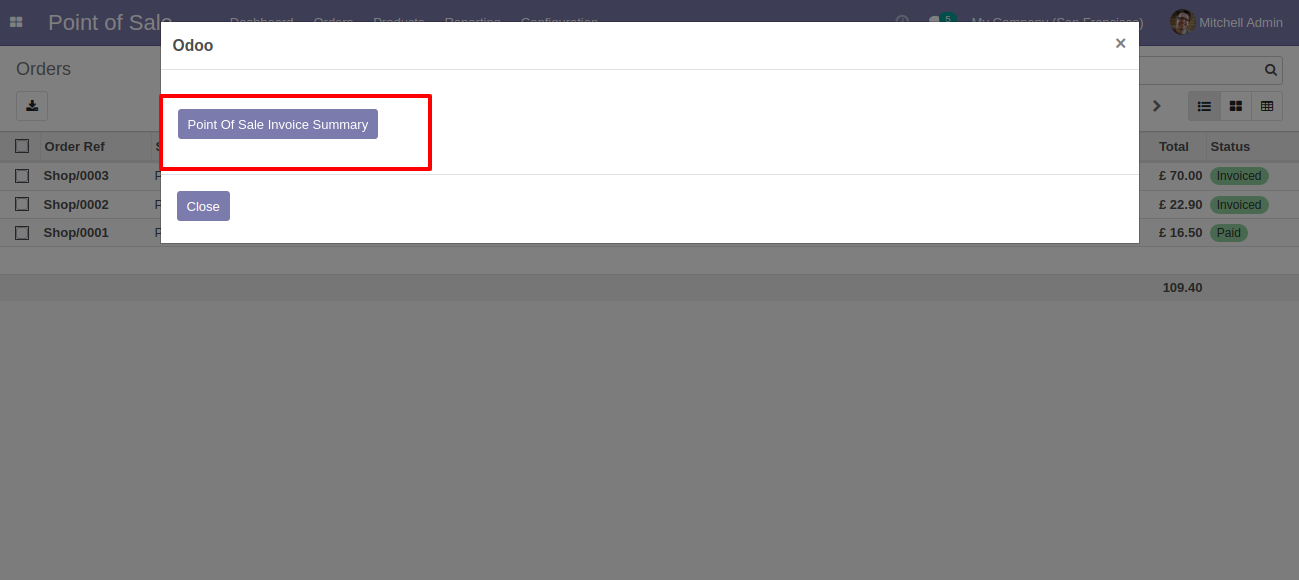 Point of Sale Dashboard Orders Products Reporting Configuration 5 My Company (San Francisco) Mitchell Admin
Odoo ×
Orders
Point Of Sale Invoice Summary
Order Ref Total Status
Shop/0003 £ 70.00 Invoiced
Shop/0002 £ 22.90 Invoiced
Shop/0001 £ 16.50 Paid
Close
109.40